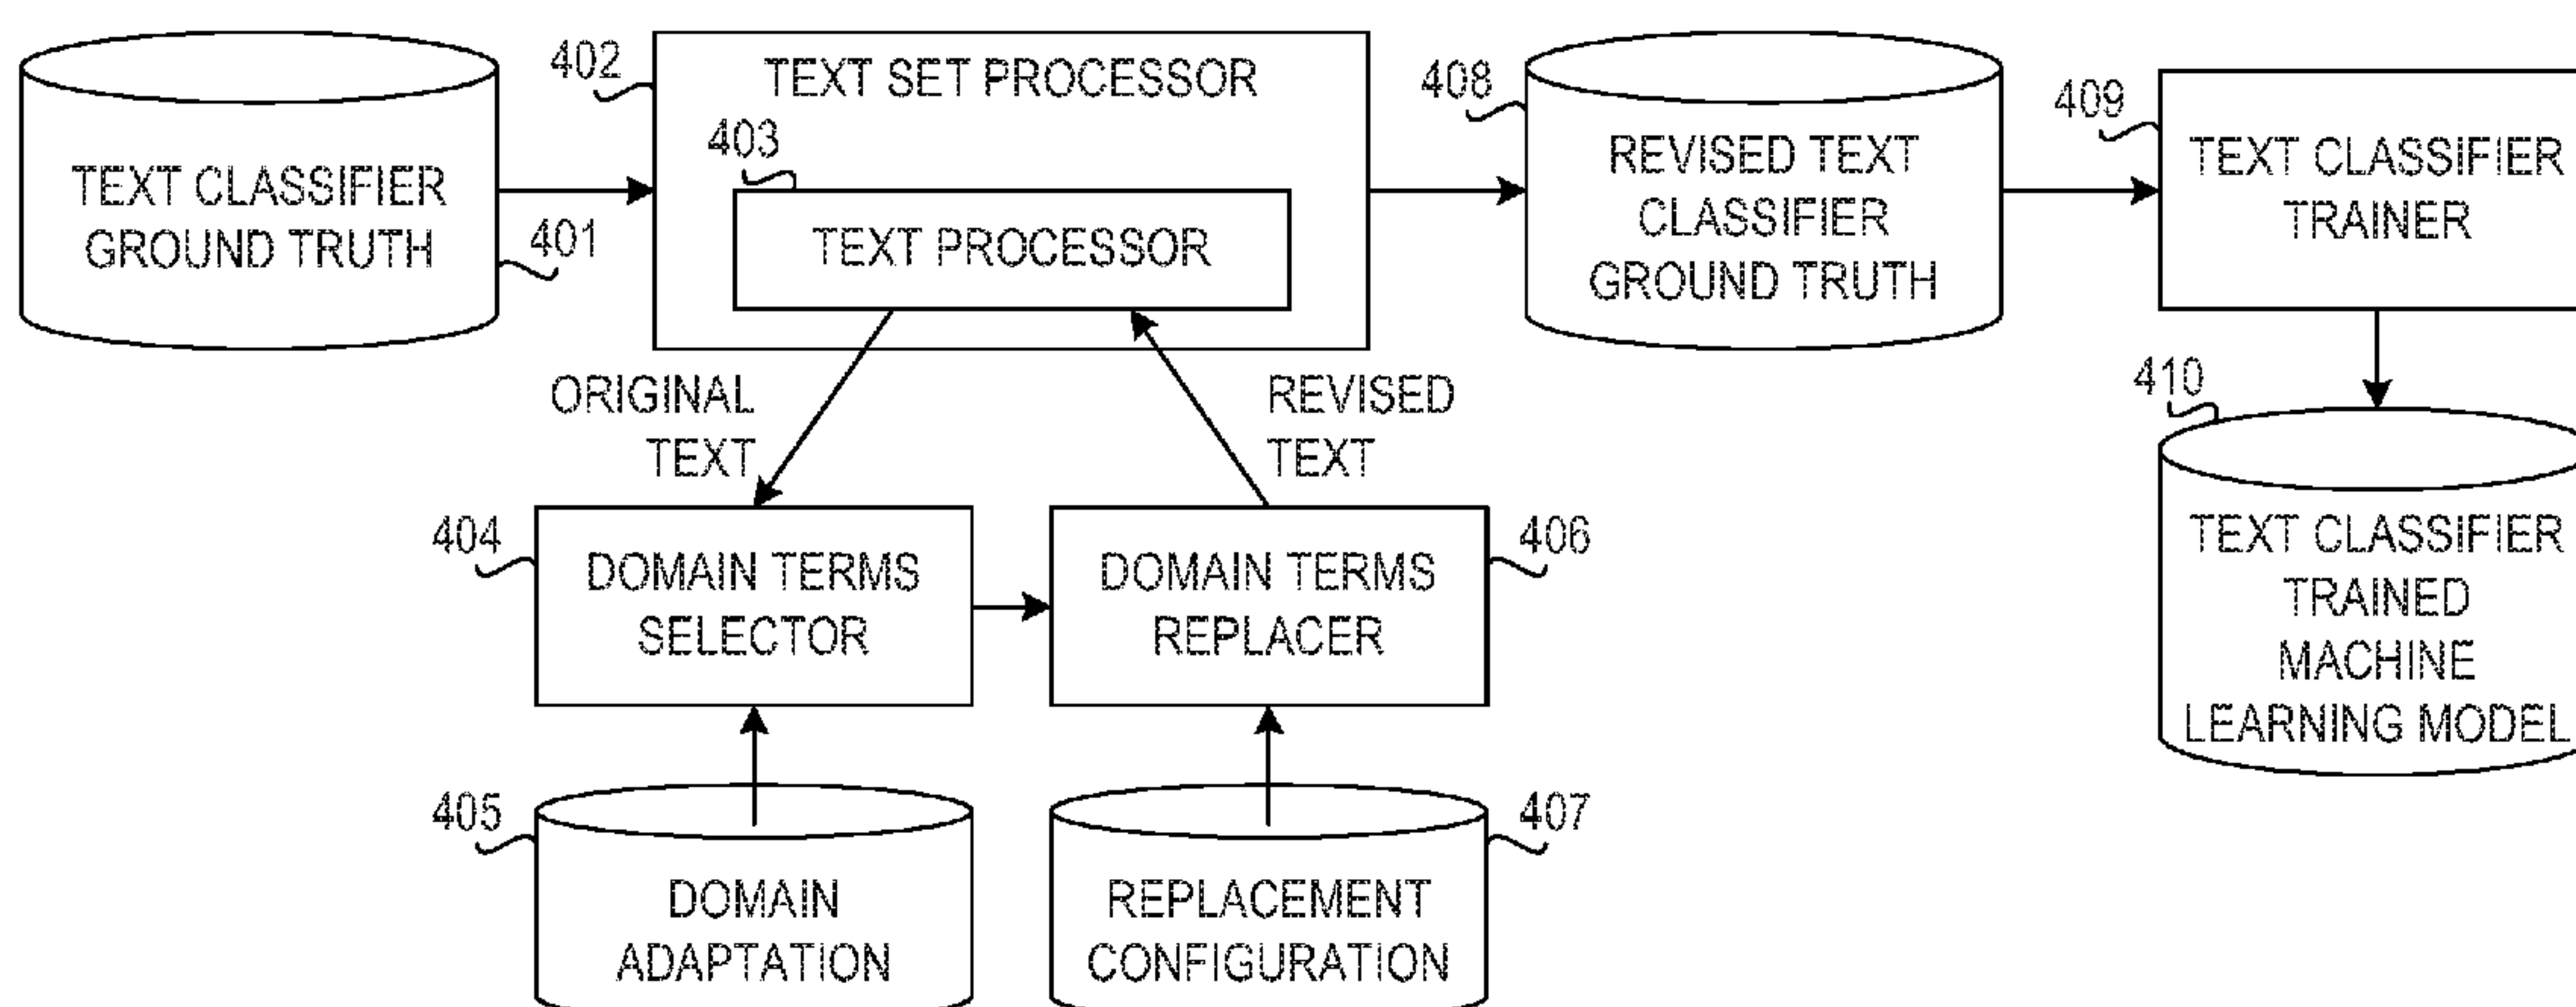 402
TEXT SET PROCESSOR
403
TEXT PROCESSOR
TEXT CLASSIFIER
GROUND TRUTH
401
408
REVISED TEXT
CLASSIFIER
GROUND TRUTH
409
TEXT CLASSIFIER
TRAINER
ORIGINAL
TEXT
REVISED
TEXT
410
TEXT CLASSIFIER
TRAINED
MACHINE
LEARNING MODEL
404
DOMAIN TERMS
SELECTOR
DOMAIN TERMS
REPLACER
406
405
DOMAIN
ADAPTATION
REPLACEMENT
CONFIGURATION
407